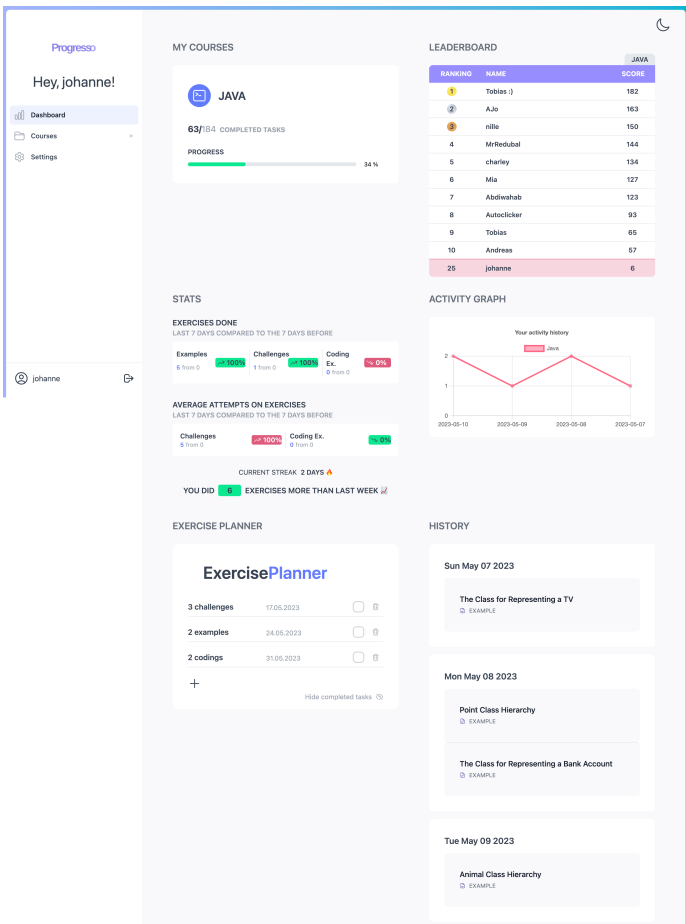 Progresso
Hey, johanne!
Dashboard
Courses
Settings
johanne
MY COURSES
JAVA
63/184 COMPLETED TASKS
PROGRESS
34 %
LEADERBOARD
JAVA
RANKING NAME SCORE
1 Tobias :) 182
2 AJo 163
3 nille 150
4 MrRedubal 144
5 charley 134
6 Mia 127
7 Abdiwahab 123
8 Autoclicker 93
9 Tobias 65
10 Andreas 57
25 johanne 6
STATS
EXERCISES DONE
LAST 7 DAYS COMPARED TO THE 7 DAYS BEFORE
Examples
5 from 0
100%
Challenges
1 from 0
100%
Coding
Ex.
0 from 0
0%
AVERAGE ATTEMPTS ON EXERCISES
LAST 7 DAYS COMPARED TO THE 7 DAYS BEFORE
Challenges
5 from 0
100%
Coding Ex.
0 from 0
0%
CURRENT STREAK 2 DAYS 🔥
YOU DID 6 EXERCISES MORE THAN LAST WEEK 📈
ACTIVITY GRAPH
Your activity history
Java
2
1
0
2023-05-10 2023-05-09 2023-05-08 2023-05-07
EXERCISE PLANNER
ExercisePlanner
3 challenges 17.05.2023
2 examples 24.05.2023
2 codings 31.05.2023
+
Hide completed tasks
HISTORY
Sun May 07 2023
The Class for Representing a TV
EXAMPLE
Mon May 08 2023
Point Class Hierarchy
EXAMPLE
The Class for Representing a Bank Account
EXAMPLE
Tue May 09 2023
Animal Class Hierarchy
EXAMPLE